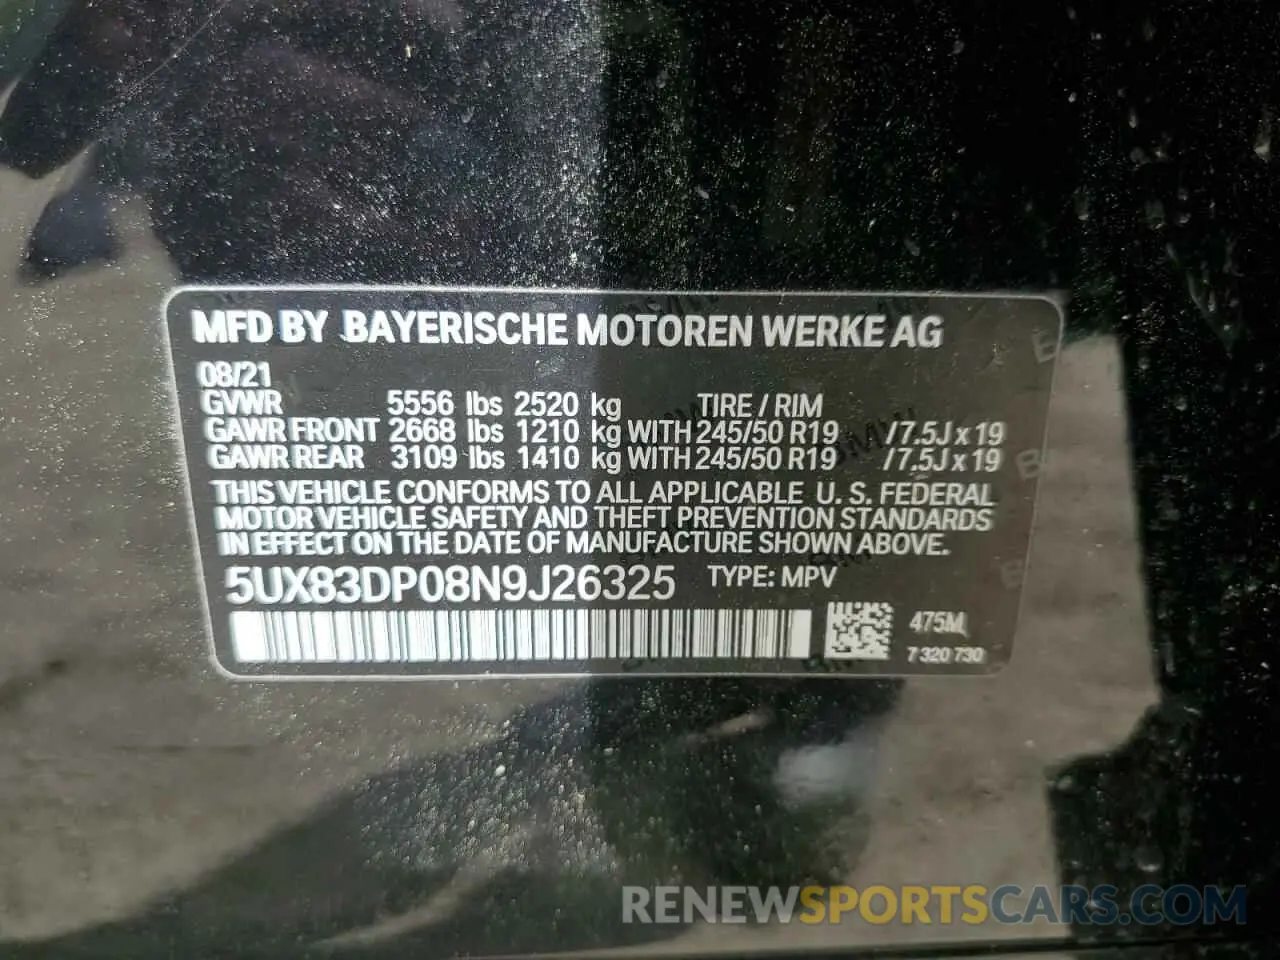 MFD BY BAYERISCHE MOTOREN WERKE AG
08/21
GVWR 5556 lbs 2520 kg TIRE / RIM
GAWR FRONT 2668 lbs 1210 kg WITH 245/50 R19 /7.5J x 19
GAWR REAR 3109 lbs 1410 kg WITH 245/50 R19 /7.5J x 19
THIS VEHICLE CONFORMS TO ALL APPLICABLE U. S. FEDERAL
MOTOR VEHICLE SAFETY AND THEFT PREVENTION STANDARDS
IN EFFECT ON THE DATE OF MANUFACTURE SHOWN ABOVE.
5UX83DP08N9J26325 TYPE: MPV
475M
7 320 730
RENEWSPORTSCARS.COM